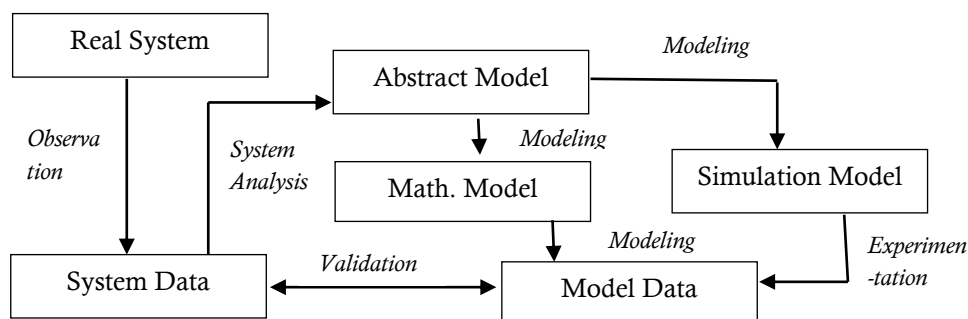 Real System
Modeling
Abstract Model
Observa
tion
System
Analysis
Modeling
Math. Model
Simulation Model
Modeling
Experimen
-tation
Validation
System Data
Model Data